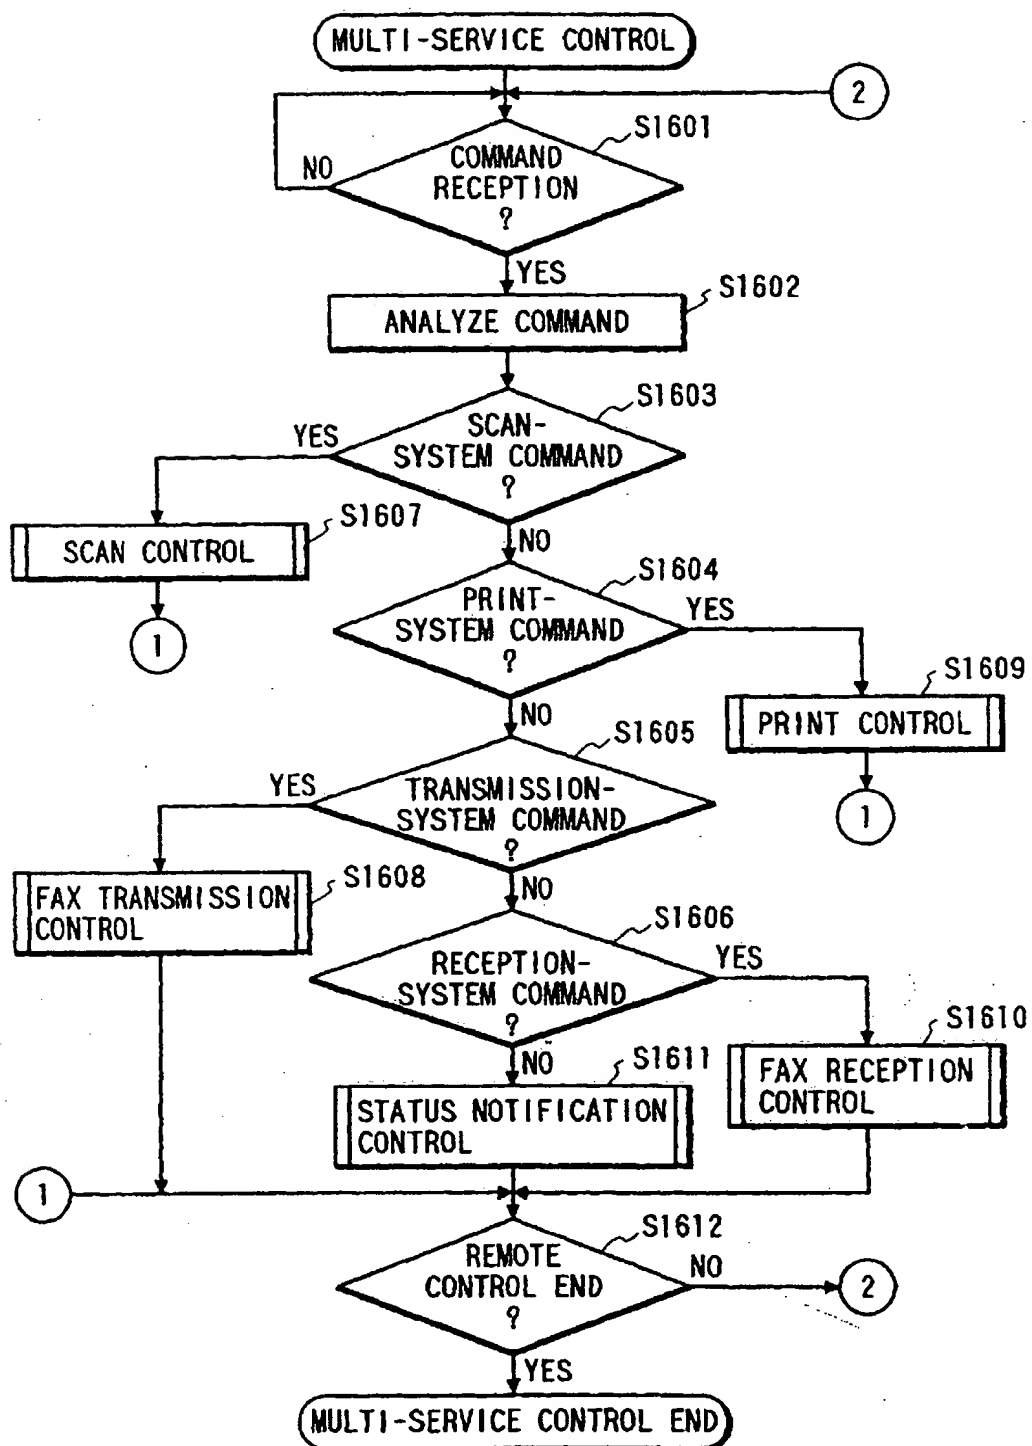 MULTI-SERVICE CONTROL
2
S1601
COMMAND
RECEPTION
?
NO
YES
S1602
ANALYZE COMMAND
S1603
SCAN-
SYSTEM COMMAND
?
YES
NO
S1607
SCAN CONTROL
1
S1604
PRINT-
SYSTEM COMMAND
?
YES
NO
S1609
PRINT CONTROL
1
S1605
TRANSMISSION-
SYSTEM COMMAND
?
YES
NO
S1608
FAX TRANSMISSION
CONTROL
S1606
RECEPTION-
SYSTEM COMMAND
?
YES
NO
S1610
FAX RECEPTION
CONTROL
S1611
STATUS NOTIFICATION
CONTROL
1
S1612
REMOTE
CONTROL END
?
NO
2
YES
MULTI-SERVICE CONTROL END